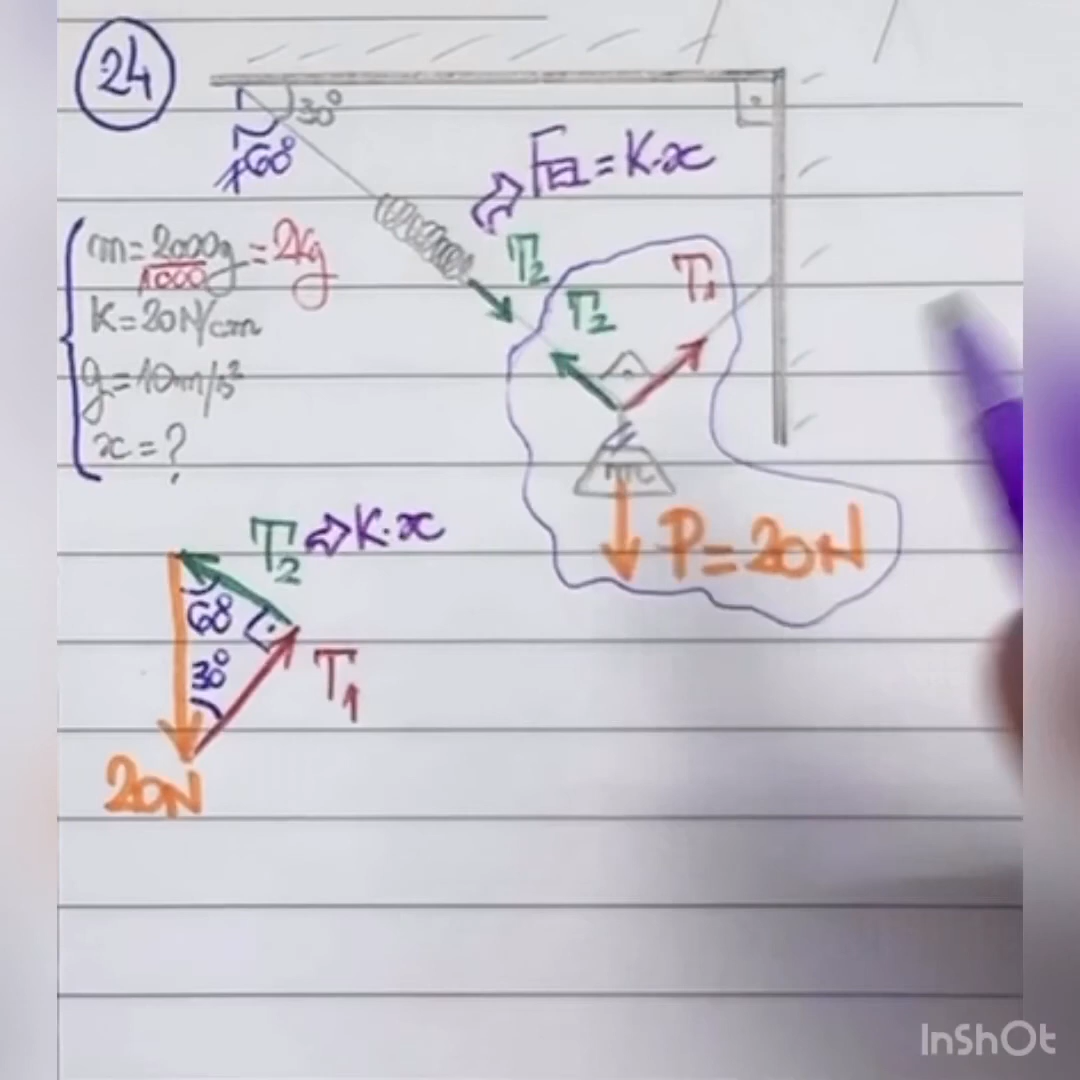 24
30°
60°
F = K·x
m = 2000g = 2Kg
1000
K = 20N/cm
g = 10m/s²
x = ?
T₂
T₂
T₁
m
P = 20N
T₂ ⇨ K·x
60°
30°
T₁
20N
InShOt